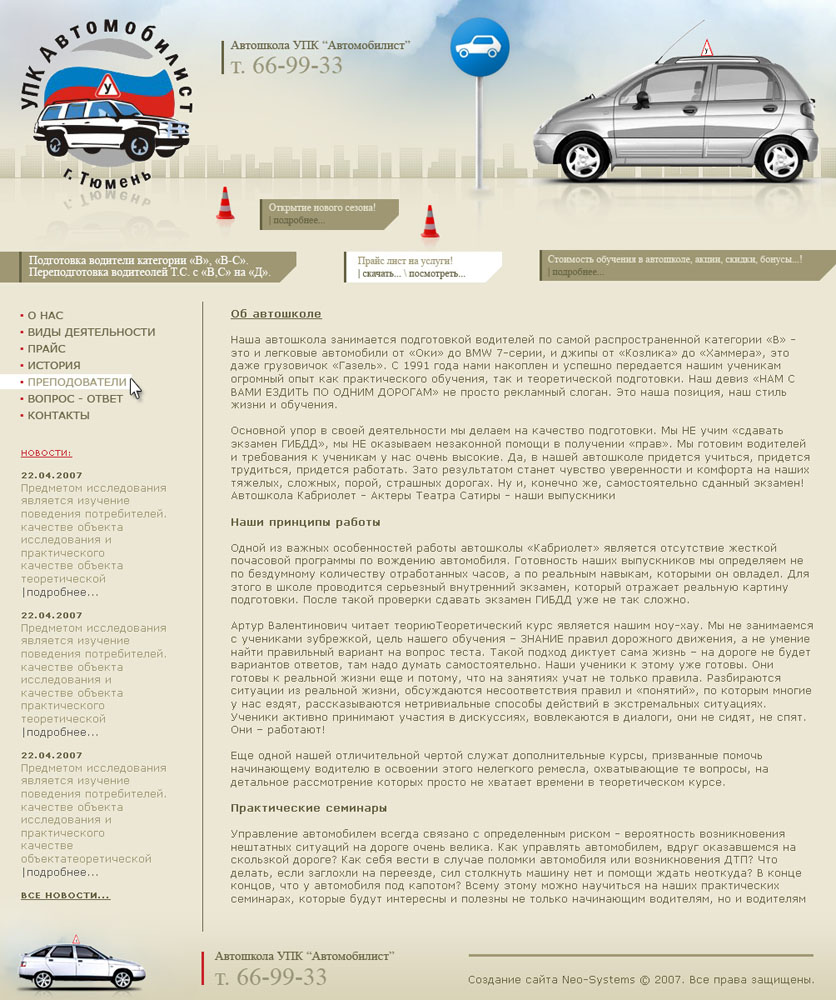 УПК Автомобилист
У
г. Тюмень
Автошкола УПК “Автомобилист”
т. 66-99-33
У
Открытие нового сезона!
| подробнее...
Подготовка водители категории «В», «В-С».
Переподготовка водитеолей Т.С. с «В,С» на «Д».
Прайс лист на услуги!
| скачать... \ посмотреть...
Стоимость обучения в автошколе, акции, скидки, бонусы...!
| подробнее...
О НАС
ВИДЫ ДЕЯТЕЛЬНОСТИ
ПРАЙС
ИСТОРИЯ
ПРЕПОДОВАТЕЛИ
ВОПРОС - ОТВЕТ
КОНТАКТЫ
НОВОСТИ:
22.04.2007
Предметом исследования
является изучение
поведения потребителей.
качестве объекта
исследования и
практического
качестве объекта
теоретической
|подробнее...
22.04.2007
Предметом исследования
является изучение
поведения потребителей.
качестве объекта
исследования и
качестве объекта
практического
теоретической
|подробнее...
22.04.2007
Предметом исследования
является изучение
поведения потребителей.
качестве объекта
исследования и
практического
качестве
объектатеоретической
|подробнее...
ВСЕ НОВОСТИ...
Об автошколе
Наша автошкола занимается подготовкой водителей по самой распространенной категории «В» –
это и легковые автомобили от «Оки» до BMW 7-серии, и джипы от «Козлика» до «Хаммера», это
даже грузовичок «Газель». С 1991 года нами накоплен и успешно передается нашим ученикам
огромный опыт как практического обучения, так и теоретической подготовки. Наш девиз «НАМ С
ВАМИ ЕЗДИТЬ ПО ОДНИМ ДОРОГАМ» не просто рекламный слоган. Это наша позиция, наш стиль
жизни и обучения.
Основной упор в своей деятельности мы делаем на качество подготовки. Мы НЕ учим «сдавать
экзамен ГИБДД», мы НЕ оказываем незаконной помощи в получении «прав». Мы готовим водителей
и требования к ученикам у нас очень высокие. Да, в нашей автошколе придется учиться, придется
трудиться, придется работать. Зато результатом станет чувство уверенности и комфорта на наших
тяжелых, сложных, порой, страшных дорогах. Ну и, конечно же, самостоятельно сданный экзамен!
Автошкола Кабриолет - Актеры Театра Сатиры - наши выпускники
Наши принципы работы
Одной из важных особенностей работы автошколы «Кабриолет» является отсутствие жесткой
почасовой программы по вождению автомобиля. Готовность наших выпускников мы определяем не
по бездумному количеству отработанных часов, а по реальным навыкам, которыми он овладел. Для
этого в школе проводится серьезный внутренний экзамен, который отражает реальную картину
подготовки. После такой проверки сдавать экзамен ГИБДД уже не так сложно.
Артур Валентинович читает теориюТеоретический курс является нашим ноу-хау. Мы не занимаемся
с учениками зубрежкой, цель нашего обучения – ЗНАНИЕ правил дорожного движения, а не умение
найти правильный вариант на вопрос теста. Такой подход диктует сама жизнь – на дороге не будет
вариантов ответов, там надо думать самостоятельно. Наши ученики к этому уже готовы. Они
готовы к реальной жизни еще и потому, что на занятиях учат не только правила. Разбираются
ситуации из реальной жизни, обсуждаются несоответствия правил и «понятий», по которым многие
у нас ездят, рассказываются нетривиальные способы действий в экстремальных ситуациях.
Ученики активно принимают участия в дискуссиях, вовлекаются в диалоги, они не сидят, не спят.
Они – работают!
Еще одной нашей отличительной чертой служат дополнительные курсы, призванные помочь
начинающему водителю в освоении этого нелегкого ремесла, охватывающие те вопросы, на
детальное рассмотрение которых просто не хватает времени в теоретическом курсе.
Практические семинары
Управление автомобилем всегда связано с определенным риском – вероятность возникновения
нештатных ситуаций на дороге очень велика. Как управлять автомобилем, вдруг оказавшемся на
скользкой дороге? Как себя вести в случае поломки автомобиля или возникновения ДТП? Что
делать, если заглохли на переезде, сил столкнуть машину нет и помощи ждать неоткуда? В конце
концов, что у автомобиля под капотом? Всему этому можно научиться на наших практических
семинарах, которые будут интересны и полезны не только начинающим водителям, но и водителям
Автошкола УПК “Автомобилист”
т. 66-99-33
Создание сайта Neo-Systems © 2007. Все права защищены.